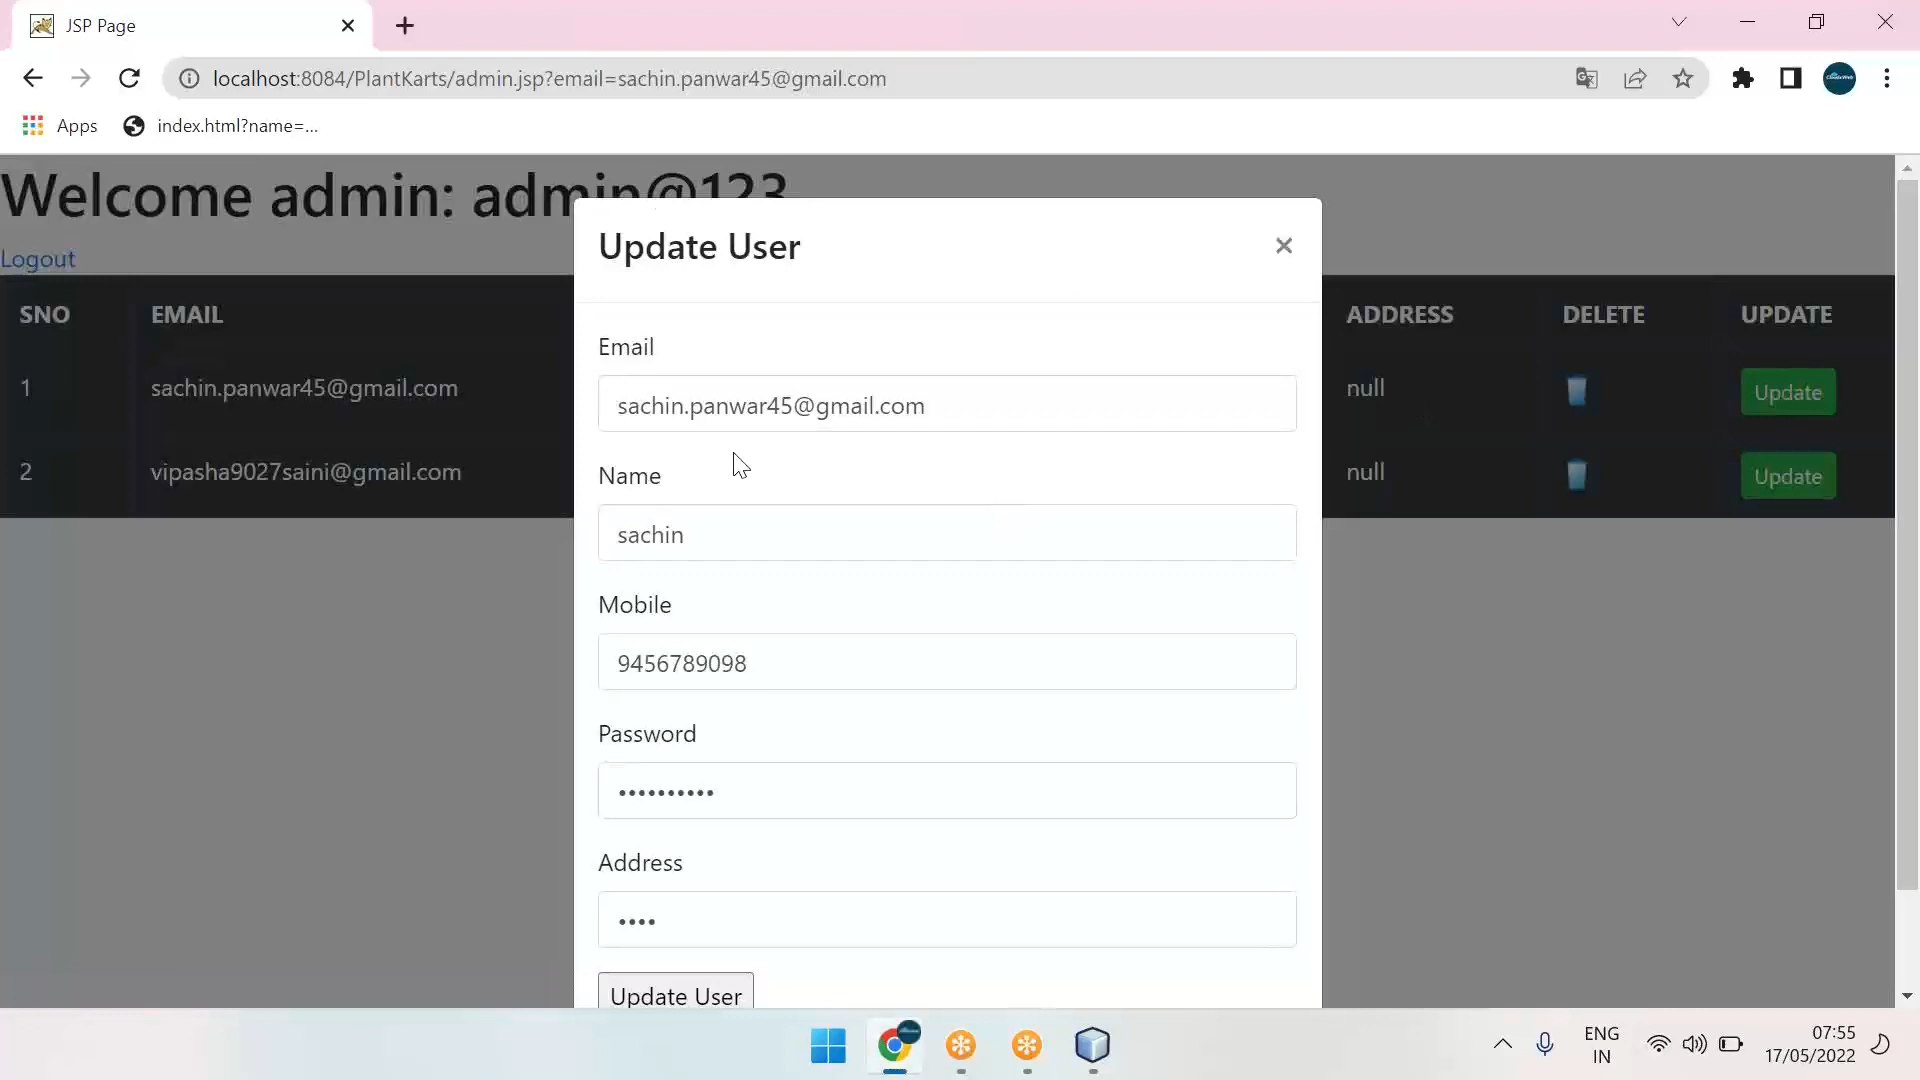 JSP Page
localhost:8084/PlantKarts/admin.jsp?email=sachin.panwar45@gmail.com
Apps
index.html?name=...
Welcome admin: admin@123
Logout
Update User
×
SNO EMAIL ADDRESS DELETE UPDATE
1 sachin.panwar45@gmail.com null Update
2 vipasha9027saini@gmail.com null Update
Email
sachin.panwar45@gmail.com
Name
sachin
Mobile
9456789098
Password
••••••••••
Address
••••
Update User
ENG
IN
07:55
17/05/2022